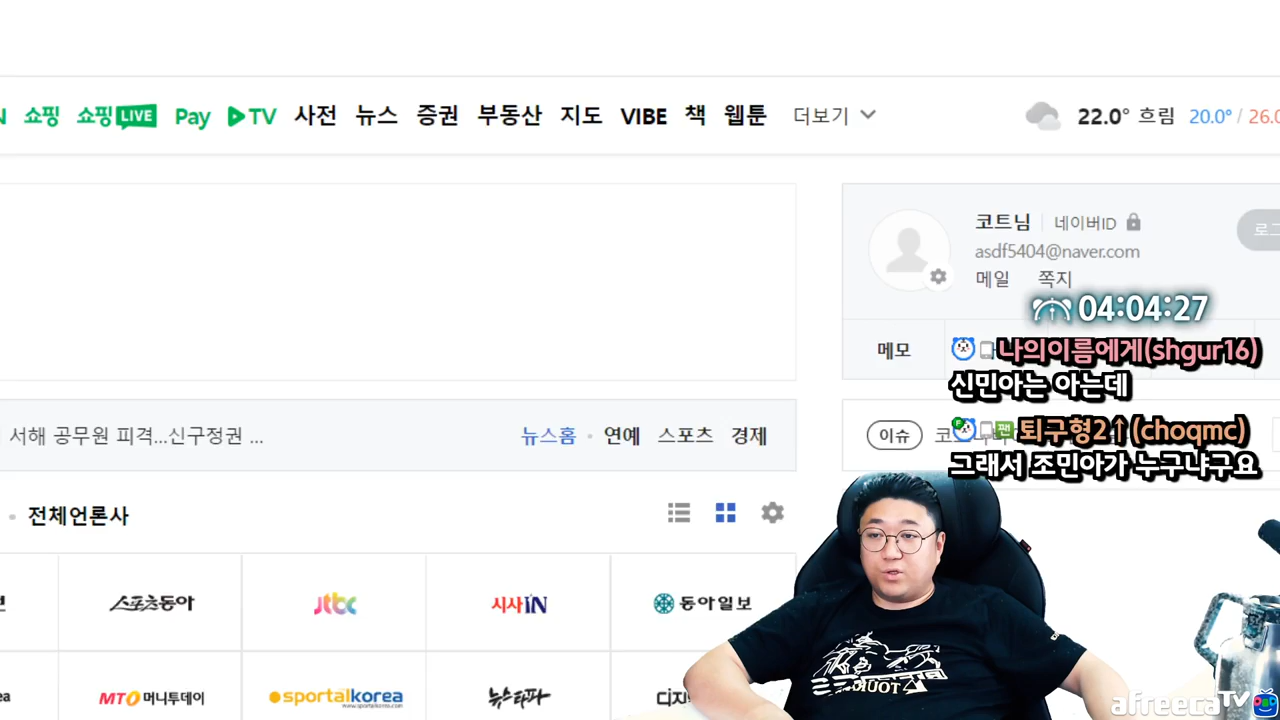 쇼핑 쇼핑 LIVE Pay TV 사전 뉴스 증권 부동산 지도 VIBE 책 웹툰 더보기 22.0° 흐림 20.0° /
코트님 네이버ID
asdf5404@naver.com
메일 쪽지
04:04:27
메모
나의이름에게(shgur16)
신민아는 아는데
서해 공무원 피격...신구정권 ...
뉴스홈 연예 스포츠 경제
이슈
퇴구형2↑(choqmc)
그래서 조민아가 누구냐구요
전체언론사
스포츠동아 jtbc 시사IN 동아일보
MTO 머니투데이 sportalkorea 뉴스타파
www.sportalkorea.com
afreecaTV